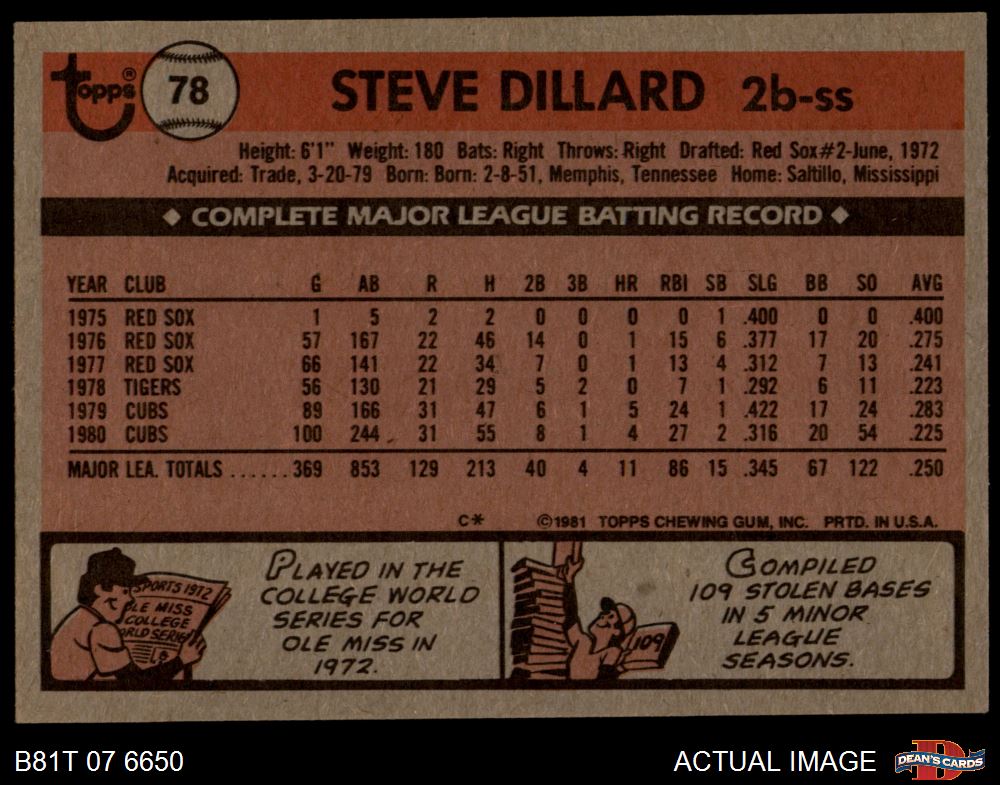 topps® 78 STEVE DILLARD 2b-ss
Height: 6'1" Weight: 180 Bats: Right Throws: Right Drafted: Red Sox#2-June, 1972
Acquired: Trade, 3-20-79 Born: Born: 2-8-51, Memphis, Tennessee Home: Saltillo, Mississippi
◆ COMPLETE MAJOR LEAGUE BATTING RECORD ◆
YEAR CLUB G AB R H 2B 3B HR RBI SB SLG BB SO AVG
1975 RED SOX 1 5 2 2 0 0 0 0 1 .400 0 0 .400
1976 RED SOX 57 167 22 46 14 0 1 15 6 .377 17 20 .275
1977 RED SOX 66 141 22 34 7 0 1 13 4 .312 7 13 .241
1978 TIGERS 56 130 21 29 5 2 0 7 1 .292 6 11 .223
1979 CUBS 89 166 31 47 6 1 5 24 1 .422 17 24 .283
1980 CUBS 100 244 31 55 8 1 4 27 2 .316 20 54 .225
MAJOR LEA. TOTALS ...... 369 853 129 213 40 4 11 86 15 .345 67 122 .250
C* ©1981 TOPPS CHEWING GUM, INC. PRTD. IN U.S.A.
SPORTS 1972
OLE MISS
COLLEGE
WORLD SERIES
PLAYED IN THE
COLLEGE WORLD
SERIES FOR
OLE MISS IN
1972.
109
COMPILED
109 STOLEN BASES
IN 5 MINOR
LEAGUE
SEASONS.
B81T 07 6650 ACTUAL IMAGE DEAN'S CARDS